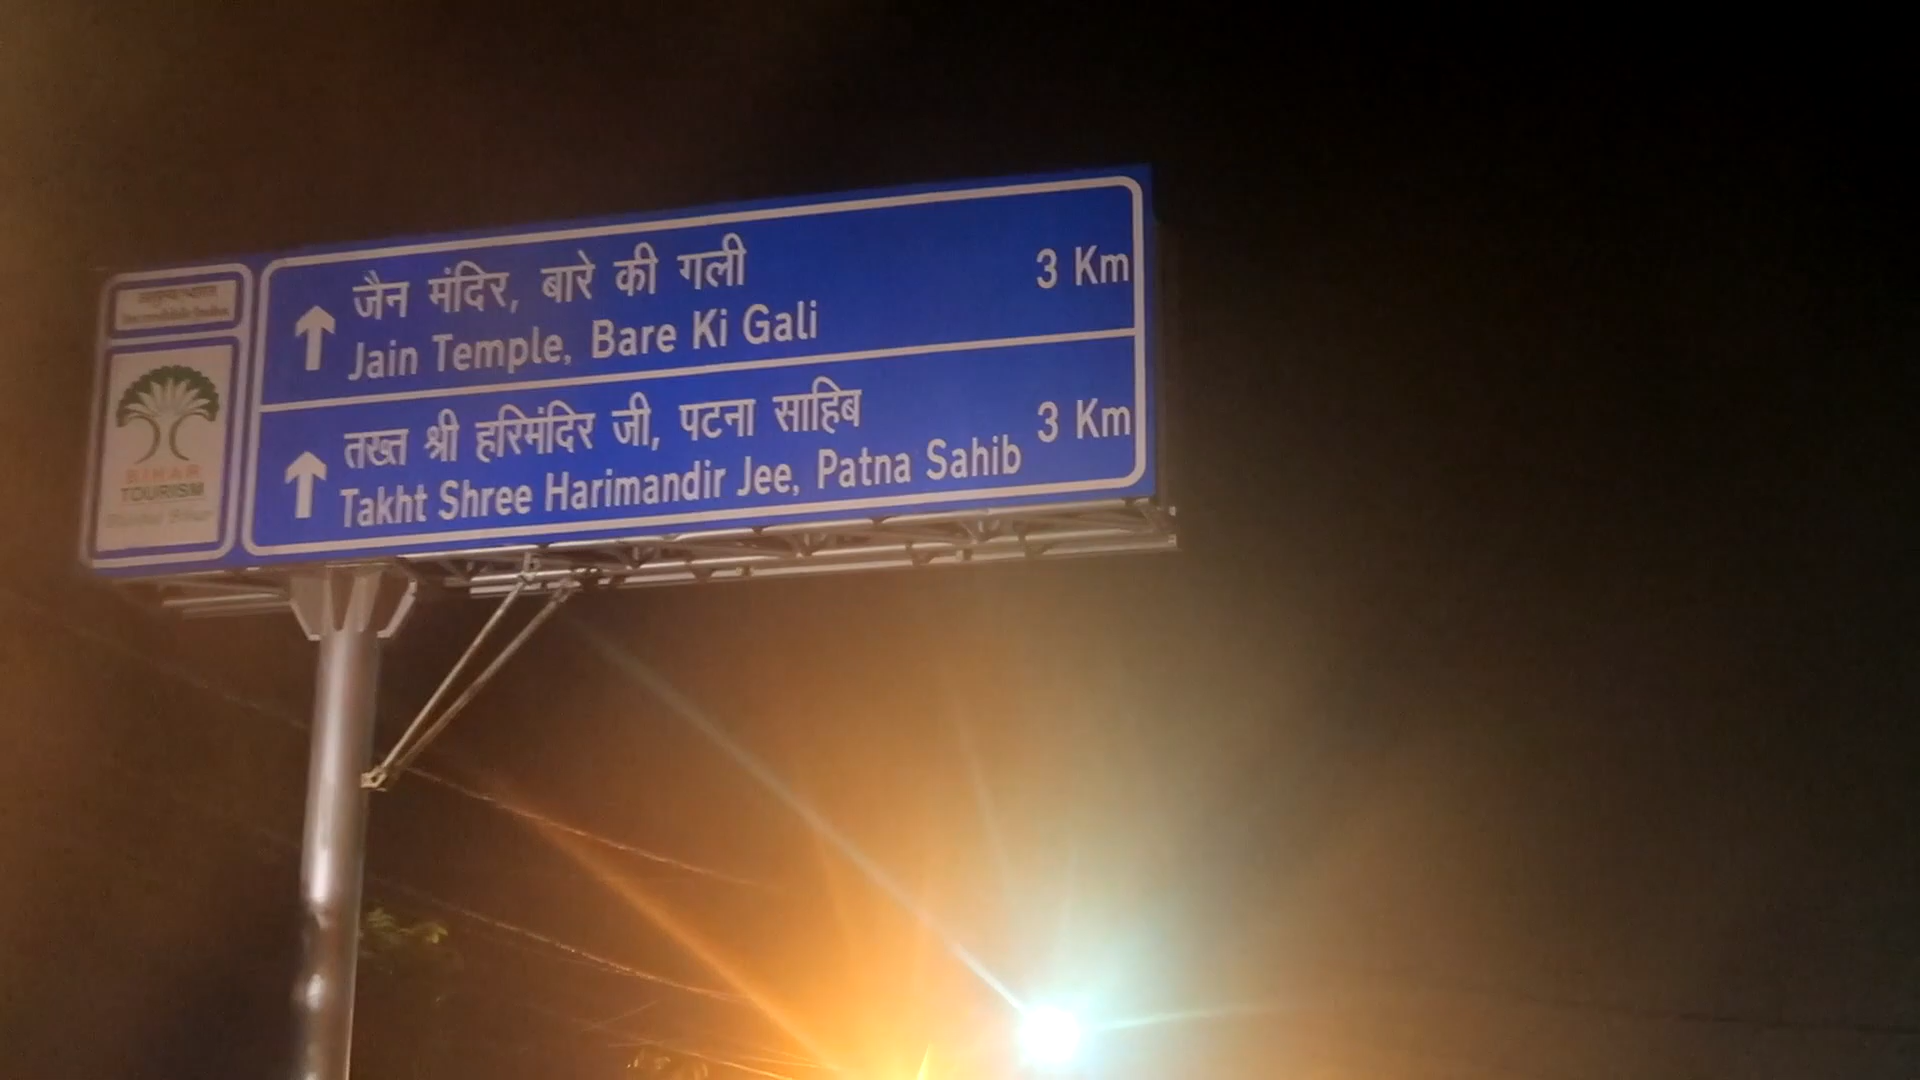 जैन मंदिर, बारे की गली
3 Km
Jain Temple, Bare Ki Gali
तख्त श्री हरिमंदिर जी, पटना साहिब
3 Km
Takht Shree Harimandir Jee, Patna Sahib
BIHAR
TOURISM